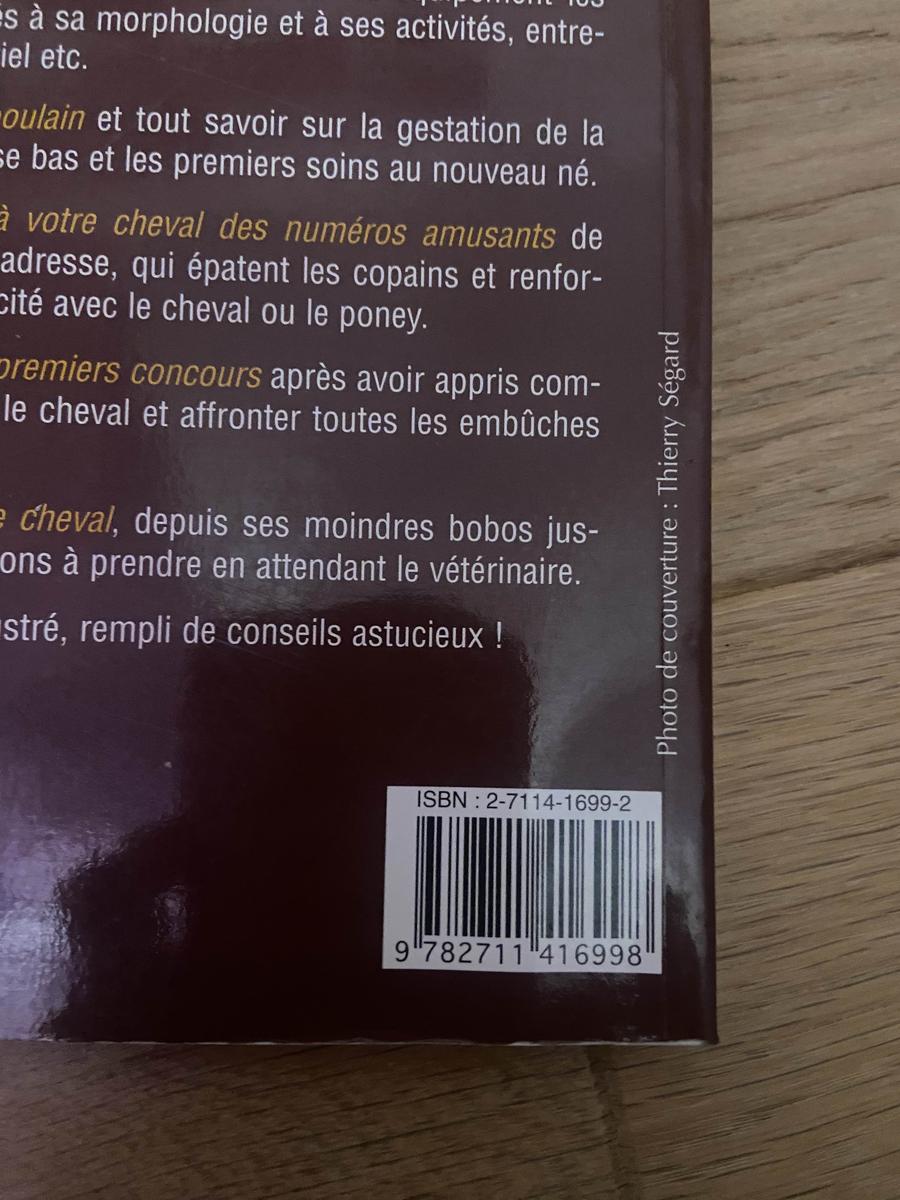 s à sa morphologie et à ses activités, entre-
iel etc.
oulain et tout savoir sur la gestation de la
se bas et les premiers soins au nouveau né.
à votre cheval des numéros amusants de
adresse, qui épatent les copains et renfor-
cité avec le cheval ou le poney.
premiers concours après avoir appris com-
le cheval et affronter toutes les embûches
e cheval, depuis ses moindres bobos jus-
ons à prendre en attendant le vétérinaire.
stré, rempli de conseils astucieux !
Photo de couverture : Thierry Ségard
ISBN : 2-7114-1699-2
9 782711 416998